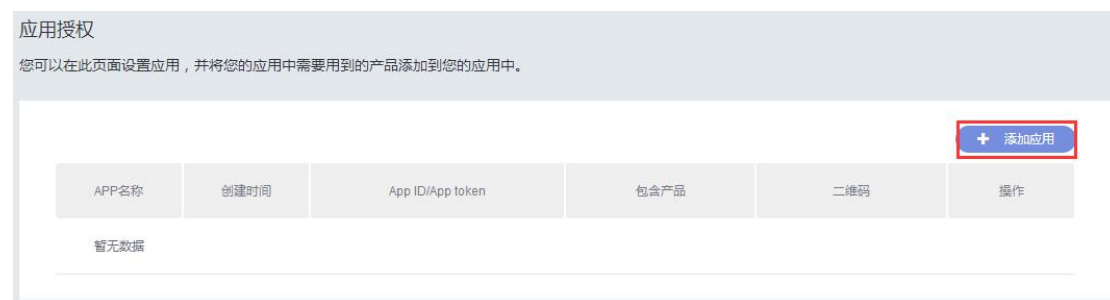 应用授权
您可以在此页面设置应用，并将您的应用中需要用到的产品添加到您的应用中。
+ 添加应用
APP名称 创建时间 App ID/App token 包含产品 二维码 操作
暂无数据